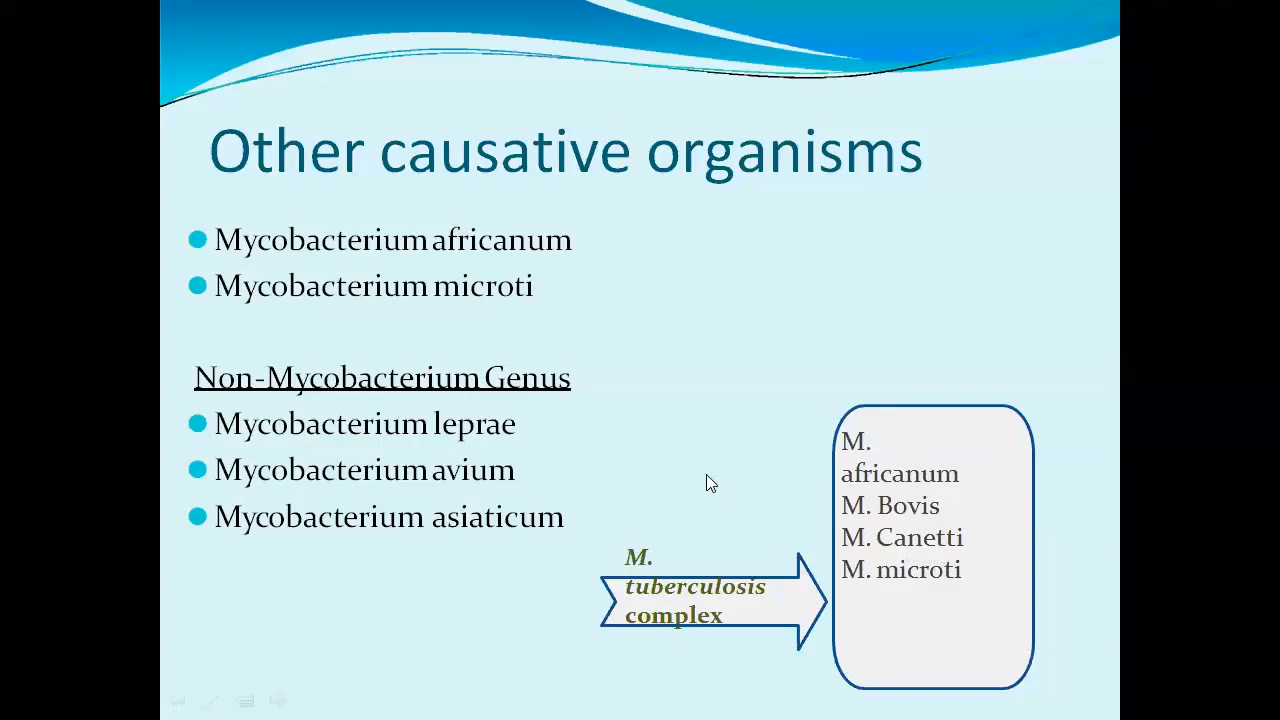 Other causative organisms
Mycobacterium africanum
Mycobacterium microti
Non-Mycobacterium Genus
Mycobacterium leprae
Mycobacterium avium
Mycobacterium asiaticum
M.
tuberculosis
complex
M.
africanum
M. Bovis
M. Canetti
M. microti